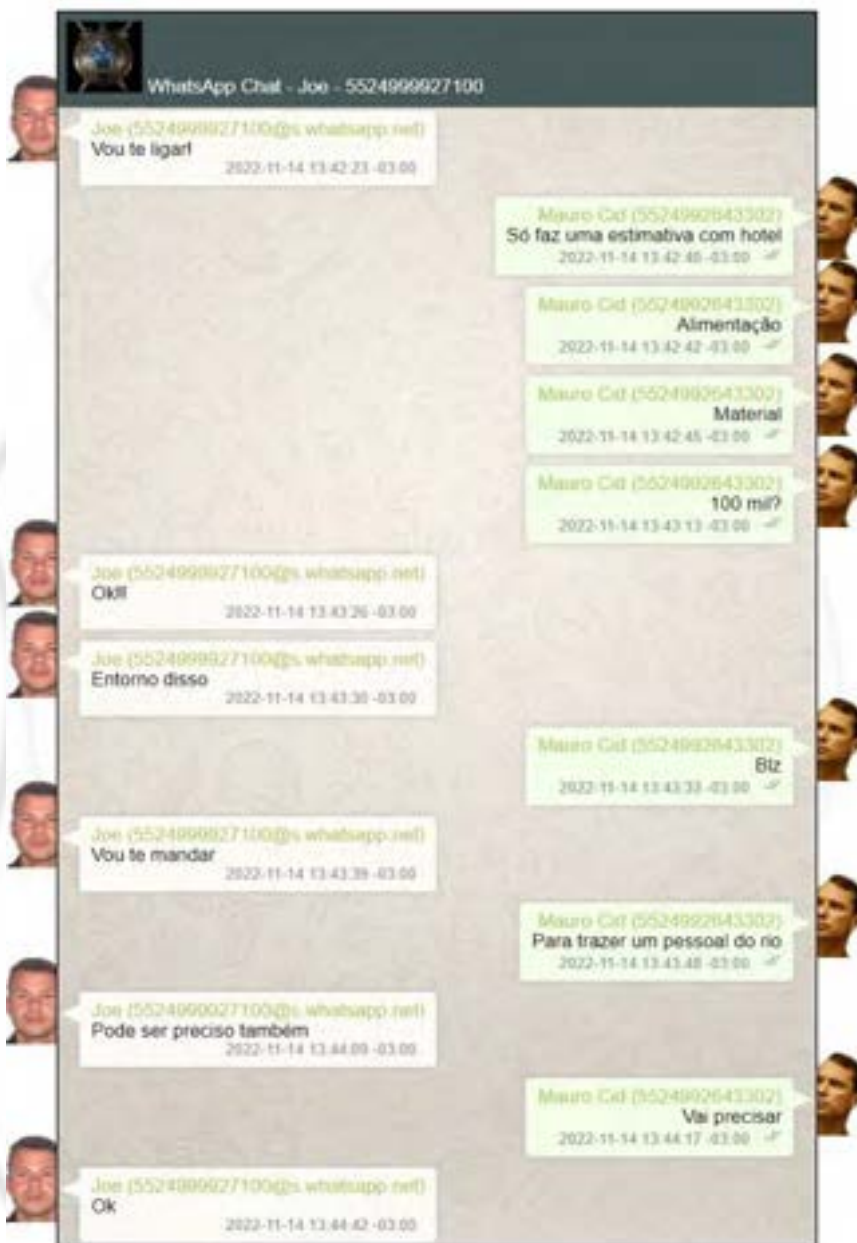 WhatsApp Chat - Joe - 5524999927100
Joe (5524999927100@s.whatsapp.net)
Vou te ligar!
2022-11-14 13:42:23 -03:00
Mauro Cid (5524992643302)
Só faz uma estimativa com hotel
2022-11-14 13:42:40 -03:00
Mauro Cid (5524992643302)
Alimentação
2022-11-14 13:42:42 -03:00
Mauro Cid (5524992643302)
Material
2022-11-14 13:42:45 -03:00
Mauro Cid (5524992643302)
100 mil?
2022-11-14 13:43:13 -03:00
Joe (5524999927100@s.whatsapp.net)
Ok!!!
2022-11-14 13:43:26 -03:00
Joe (5524999927100@s.whatsapp.net)
Entorno disso
2022-11-14 13:43:30 -03:00
Mauro Cid (5524992643302)
Blz
2022-11-14 13:43:33 -03:00
Joe (5524999927100@s.whatsapp.net)
Vou te mandar
2022-11-14 13:43:39 -03:00
Mauro Cid (5524992643302)
Para trazer um pessoal do rio
2022-11-14 13:43:48 -03:00
Joe (5524999927100@s.whatsapp.net)
Pode ser preciso também
2022-11-14 13:44:09 -03:00
Mauro Cid (5524992643302)
Vai precisar
2022-11-14 13:44:17 -03:00
Joe (5524999927100@s.whatsapp.net)
Ok
2022-11-14 13:44:42 -03:00